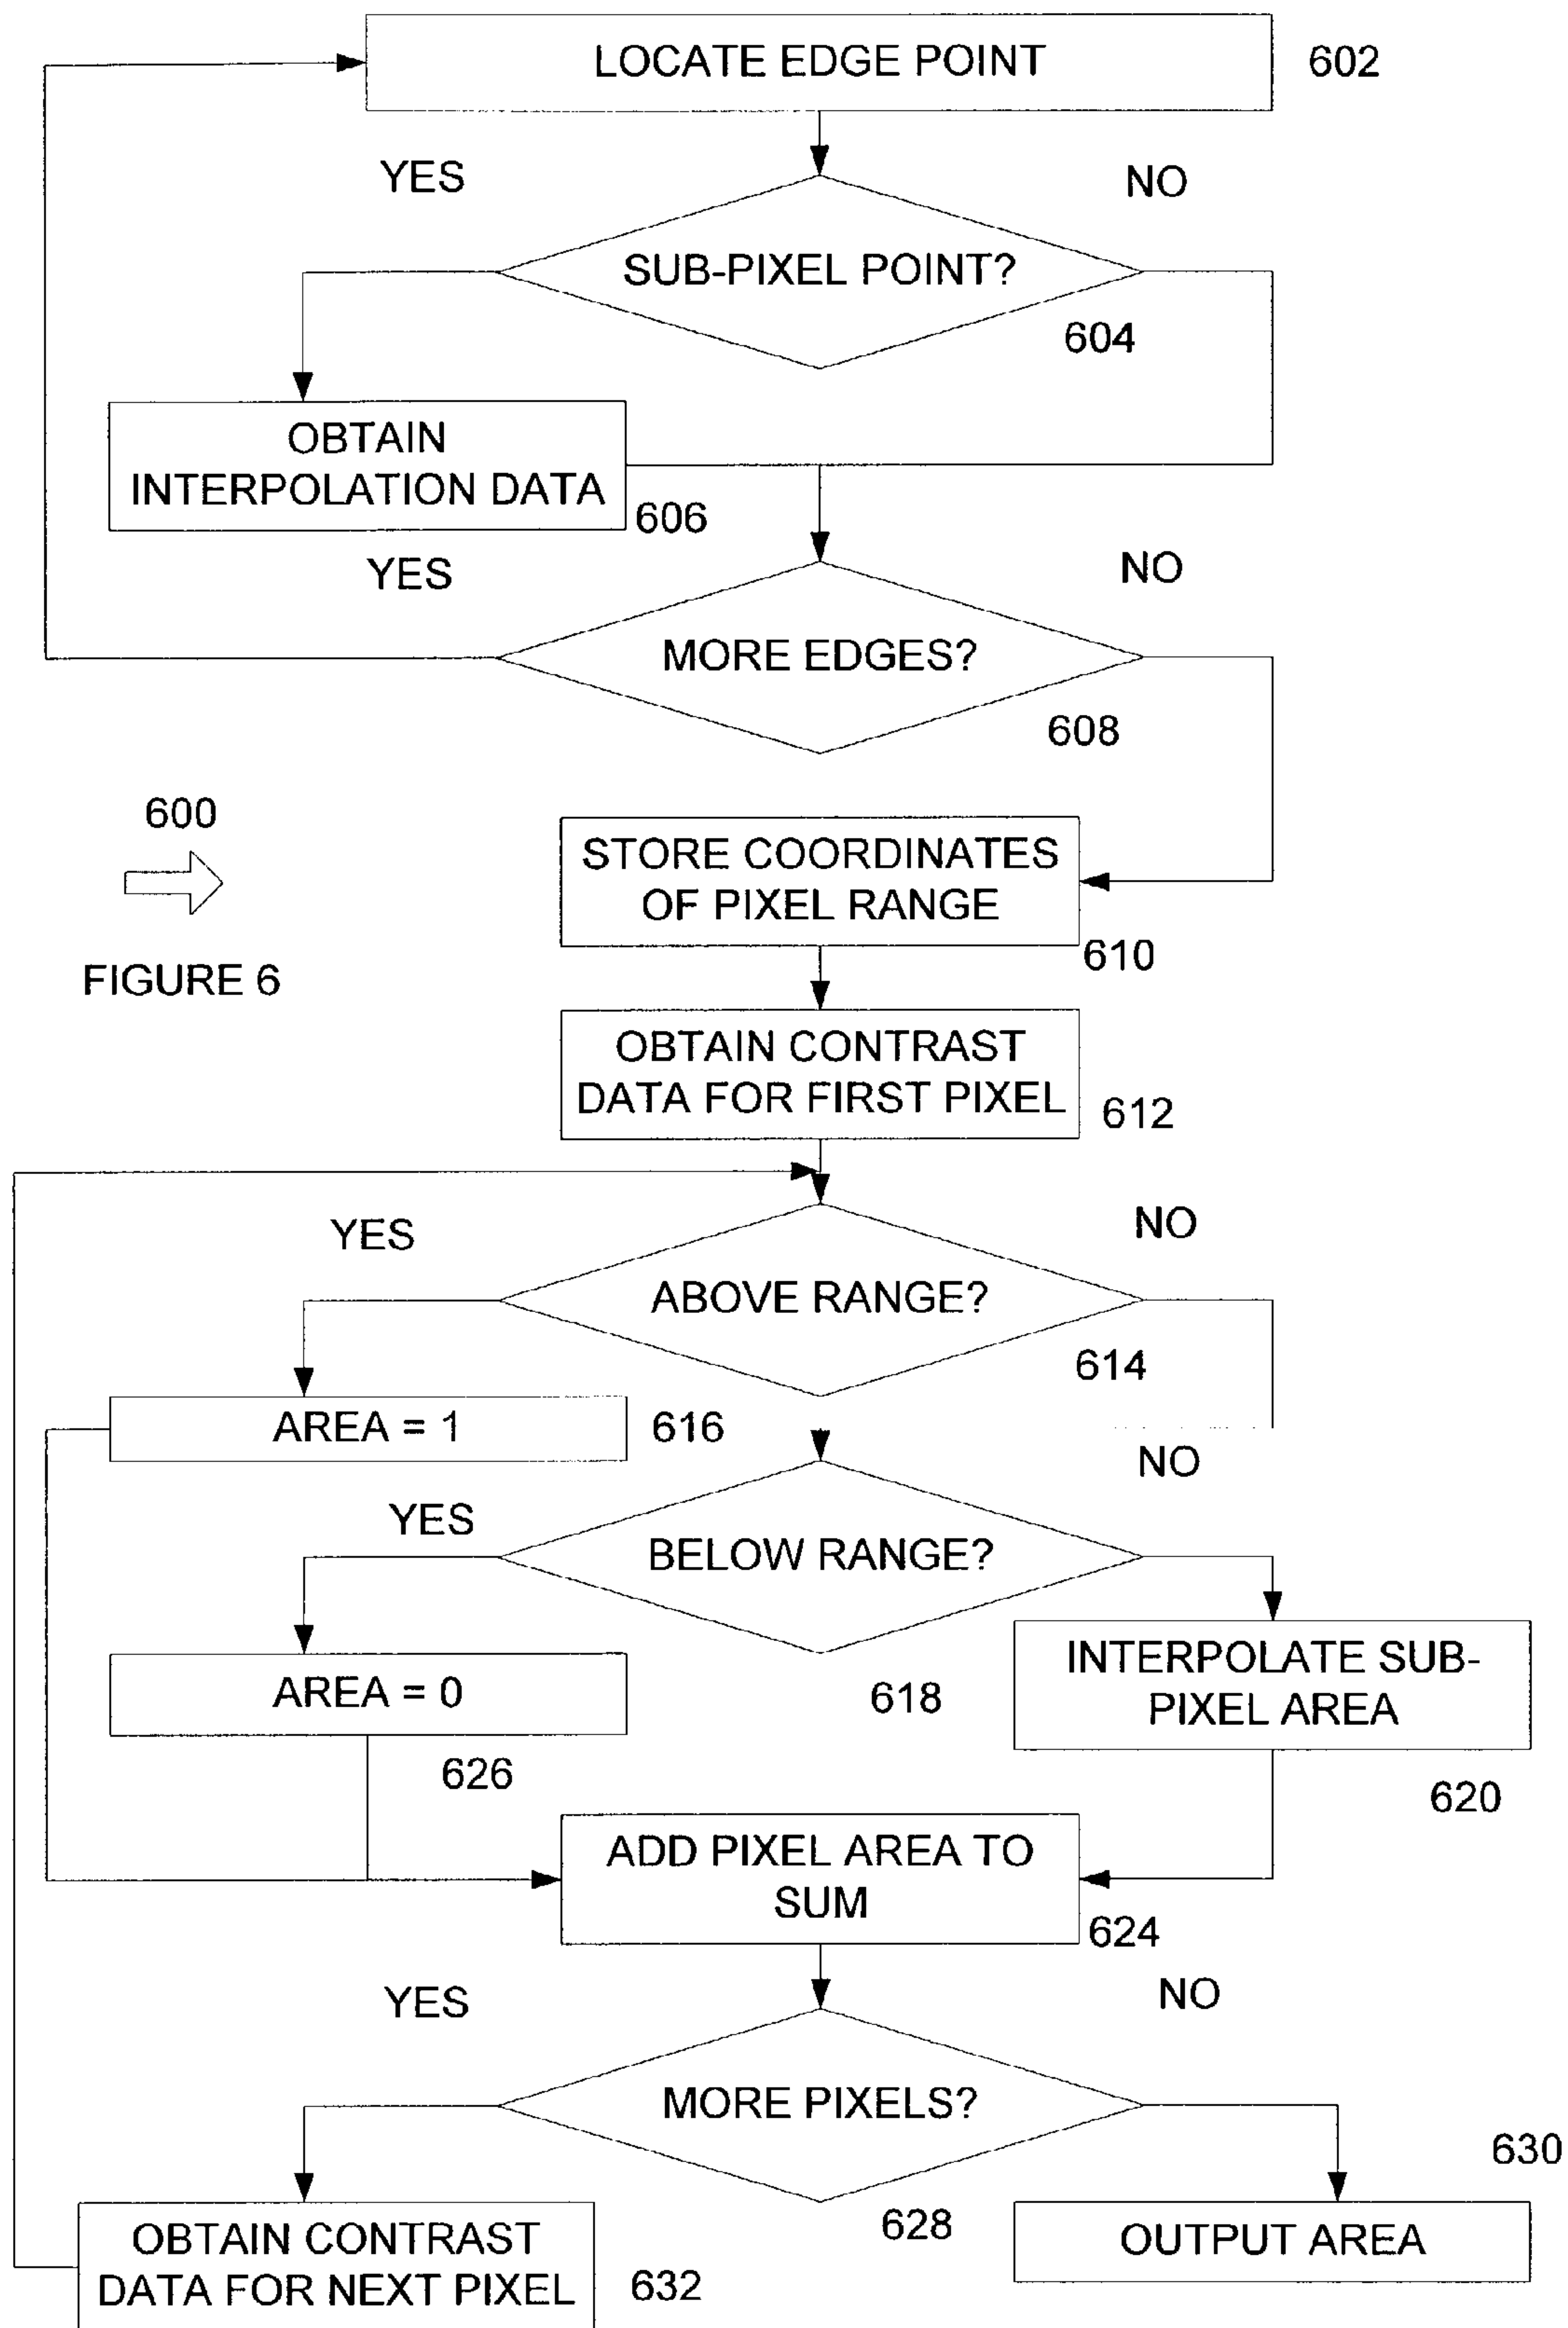 LOCATE EDGE POINT
602
YES
NO
SUB-PIXEL POINT?
604
OBTAIN
INTERPOLATION DATA
606
YES
NO
MORE EDGES?
608
600
STORE COORDINATES
OF PIXEL RANGE
610
FIGURE 6
OBTAIN CONTRAST
DATA FOR FIRST PIXEL
612
YES
NO
ABOVE RANGE?
614
AREA = 1
616
NO
YES
BELOW RANGE?
618
AREA = 0
626
INTERPOLATE SUB-
PIXEL AREA
620
ADD PIXEL AREA TO
SUM
624
YES
NO
MORE PIXELS?
628
630
OUTPUT AREA
OBTAIN CONTRAST
DATA FOR NEXT PIXEL
632